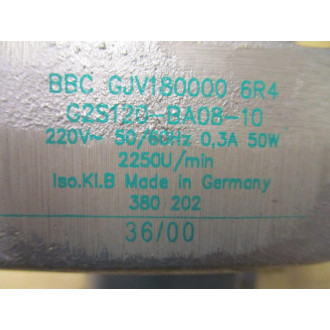 BBC GJV180000 6R4
G2S120-BA08-10
220V~ 50/60Hz 0,3A 50W
2250U/min
Iso.Kl.B Made in Germany
380 202
36/00